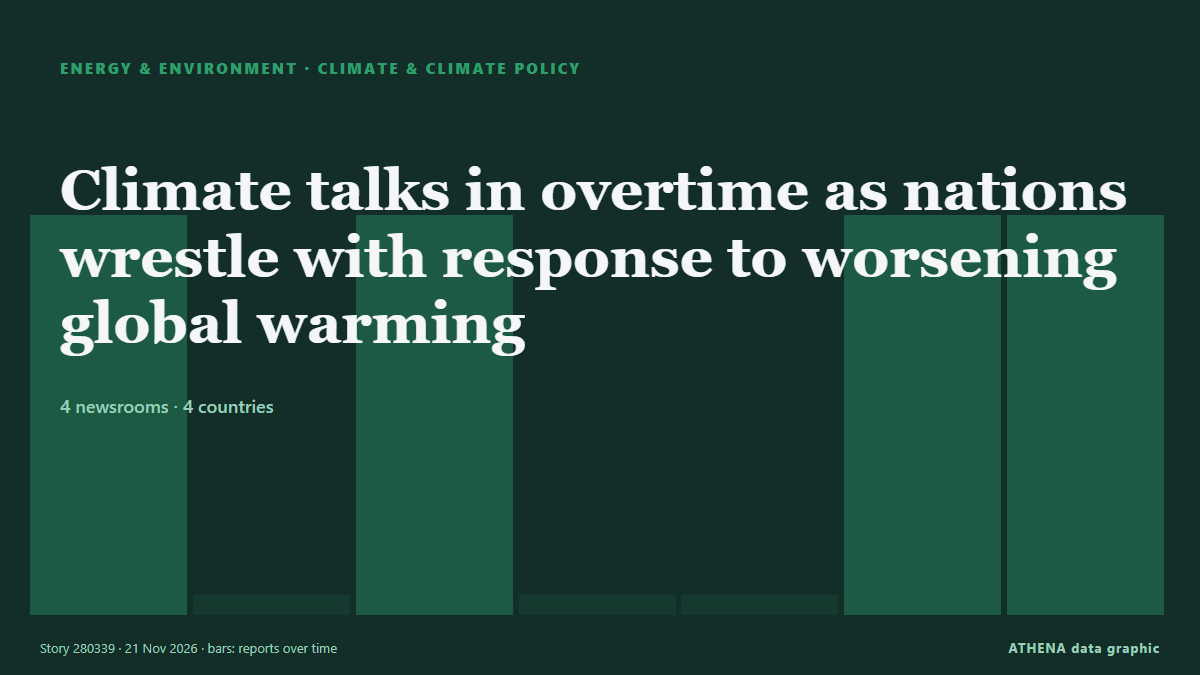 ENERGY & ENVIRONMENT · CLIMATE & CLIMATE POLICY
Climate talks in overtime as nations
wrestle with response to worsening
global warming
4 newsrooms · 4 countries
Story 280339 · 21 Nov 2026 · bars: reports over time
ATHENA data graphic